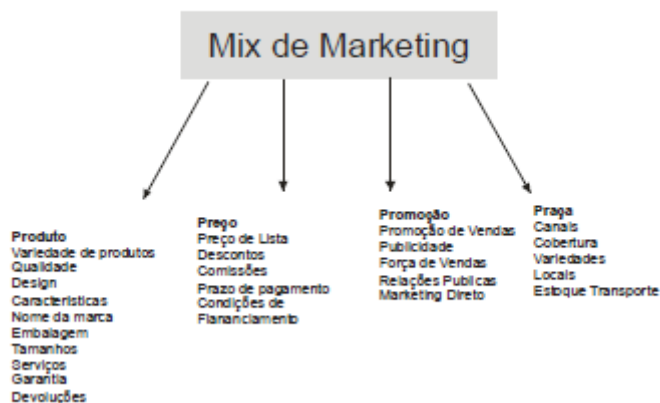 Mix de Marketing
Produto
Variedade de produtos
Qualidade
Design
Características
Nome da marca
Embalagem
Tamanhos
Serviços
Garantia
Devoluções
Preço
Preço de Lista
Descontos
Comissões
Prazo de pagamento
Condições de
Fiananciamento
Promoção
Promoção de Vendas
Publicidade
Força de Vendas
Relações Publicas
Marketing Direto
Praça
Canais
Cobertura
Variedades
Locais
Estoque Transporte